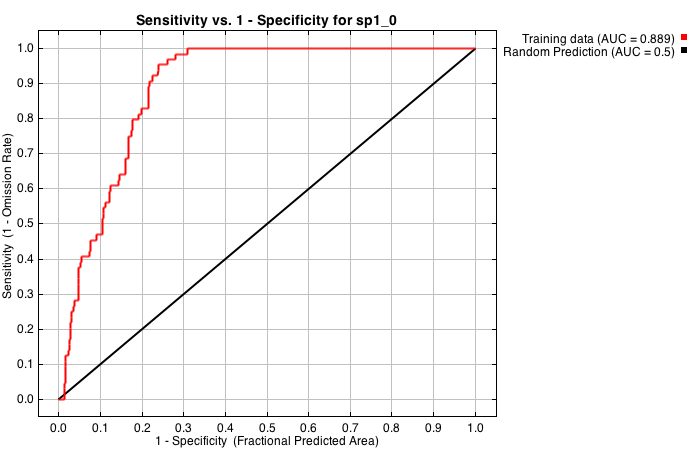 Sensitivity vs. 1 - Specificity for sp1_0
Training data (AUC = 0.889)
Random Prediction (AUC = 0.5)
Sensitivity (1 - Omission Rate)
1.0
0.9
0.8
0.7
0.6
0.5
0.4
0.3
0.2
0.1
0.0
0.0 0.1 0.2 0.3 0.4 0.5 0.6 0.7 0.8 0.9 1.0
1 - Specificity (Fractional Predicted Area)